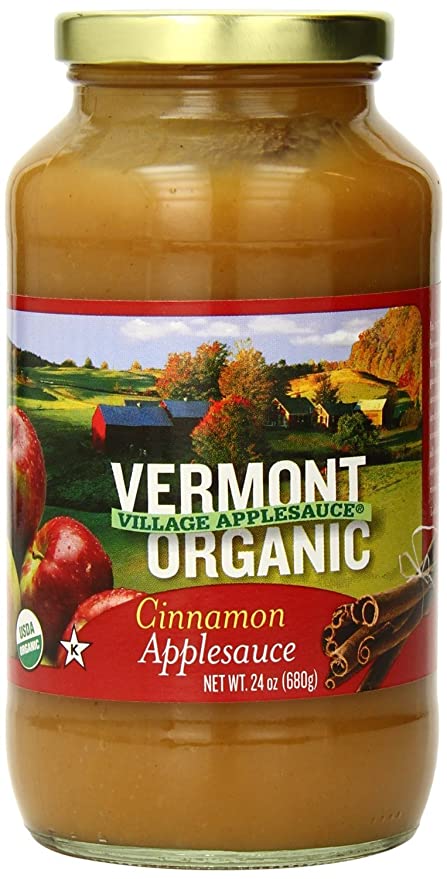 VERMONT
VILLAGE APPLESAUCE®
ORGANIC
Cinnamon
Applesauce
NET WT. 24 oz (680g)
USDA
ORGANIC
K